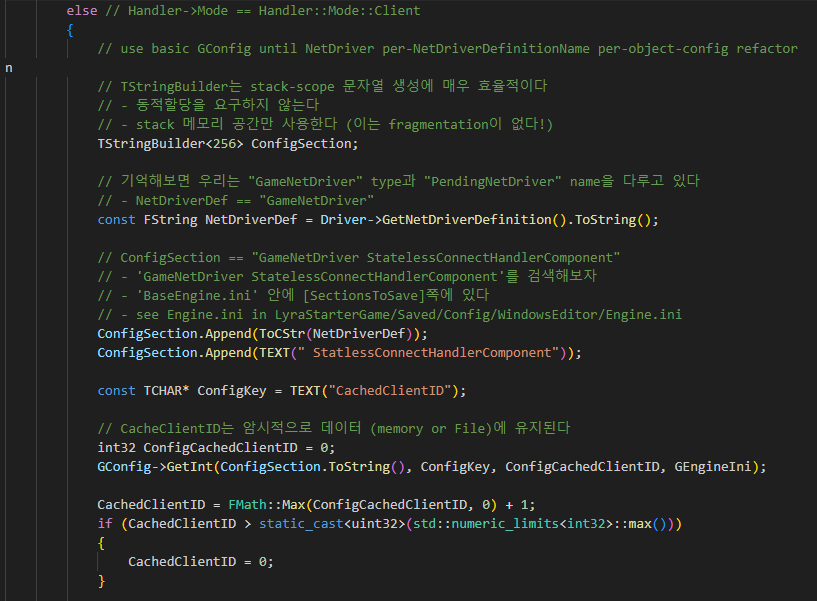 else // Handler->Mode == Handler::Mode::Client
{
// use basic GConfig until NetDriver per-NetDriverDefinitionName per-object-config refactor
n
// TStringBuilder는 stack-scope 문자열 생성에 매우 효율적이다
// - 동적할당을 요구하지 않는다
// - stack 메모리 공간만 사용한다 (이는 fragmentation이 없다!)
TStringBuilder<256> ConfigSection;
// 기억해보면 우리는 "GameNetDriver" type과 "PendingNetDriver" name을 다루고 있다
// - NetDriverDef == "GameNetDriver"
const FString NetDriverDef = Driver->GetNetDriverDefinition().ToString();
// ConfigSection == "GameNetDriver StatelessConnectHandlerComponent"
// - 'GameNetDriver StatelessConnectHandlerComponent'를 검색해보자
// - 'BaseEngine.ini' 안에 [SectionsToSave]쪽에 있다
// - see Engine.ini in LyraStarterGame/Saved/Config/WindowsEditor/Engine.ini
ConfigSection.Append(ToCStr(NetDriverDef));
ConfigSection.Append(TEXT(" StatlessConnectHandlerComponent"));
const TCHAR* ConfigKey = TEXT("CachedClientID");
// CacheClientID는 암시적으로 데이터 (memory or File)에 유지된다
int32 ConfigCachedClientID = 0;
GConfig->GetInt(ConfigSection.ToString(), ConfigKey, ConfigCachedClientID, GEngineIni);
CachedClientID = FMath::Max(ConfigCachedClientID, 0) + 1;
if (CachedClientID > static_cast<uint32>(std::numeric_limits<int32>::max()))
{
CachedClientID = 0;
}